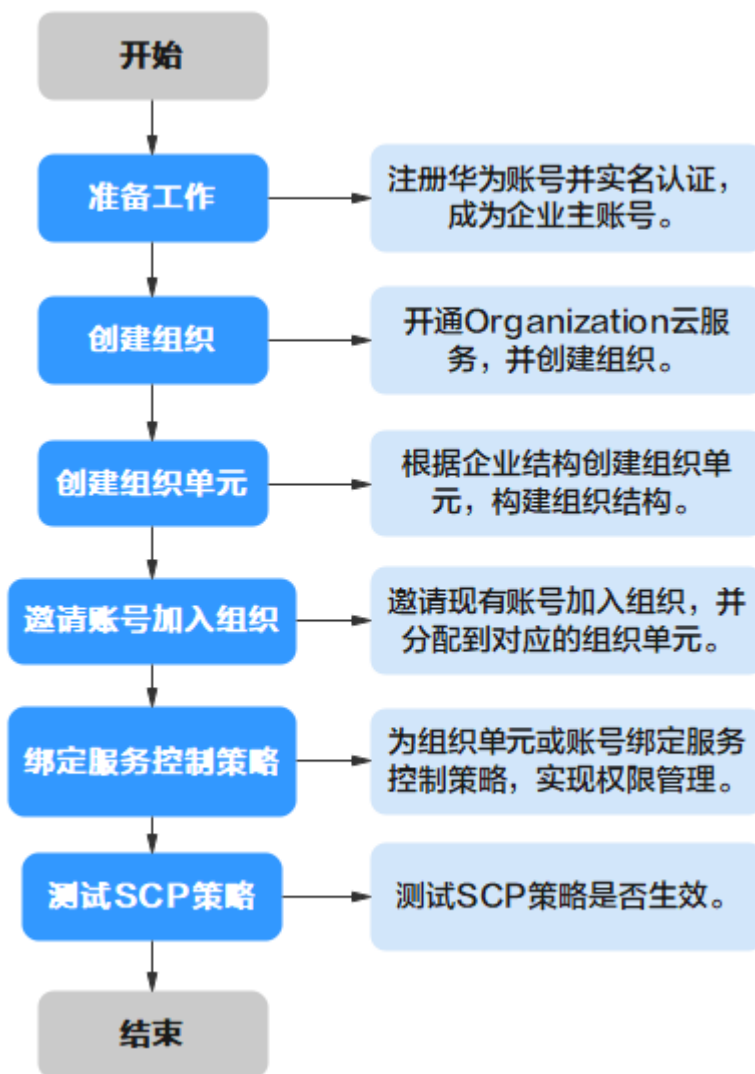 开始
准备工作
注册华为账号并实名认证，
成为企业主账号。
创建组织
开通Organization云服
务，并创建组织。
创建组织单元
根据企业结构创建组织单
元，构建组织结构。
邀请账号加入组织
邀请现有账号加入组织，并
分配到对应的组织单元。
绑定服务控制策略
为组织单元或账号绑定服务
控制策略，实现权限管理。
测试SCP策略
测试SCP策略是否生效。
结束